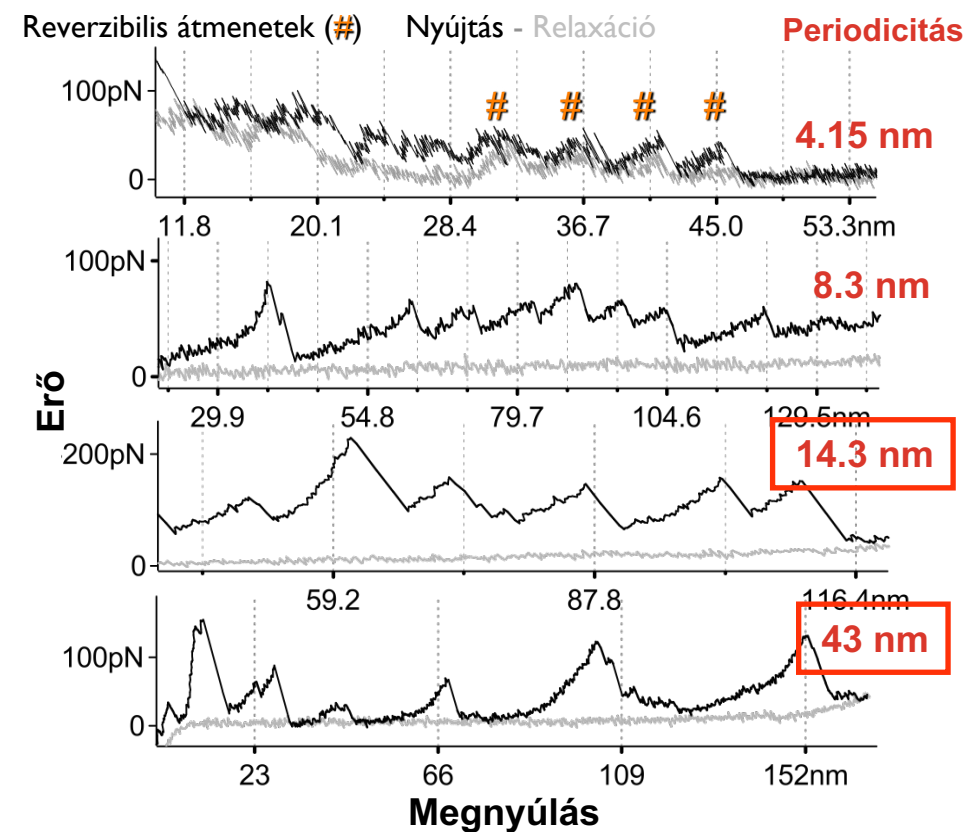 Reverzibilis átmenetek (#) Nyújtás - Relaxáció Periodicitás
100pN
0
# # # #
4.15 nm
11.8 20.1 28.4 36.7 45.0 53.3nm
100pN
0
8.3 nm
29.9 54.8 79.7 104.6 129.5nm
200pN
0
14.3 nm
59.2 87.8 116.4nm
100pN
0
43 nm
23 66 109 152nm
Erő
Megnyúlás